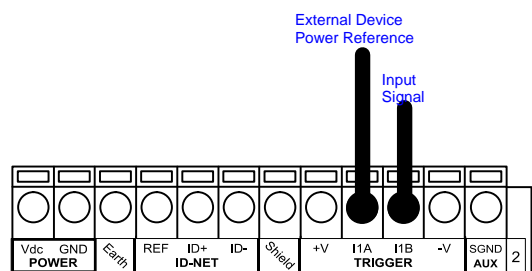 External Device
Power Reference
Input
Signal
Vdc GND Earth REF ID+ ID- Shield +V I1A I1B -V SGND 2
POWER ID-NET TRIGGER AUX